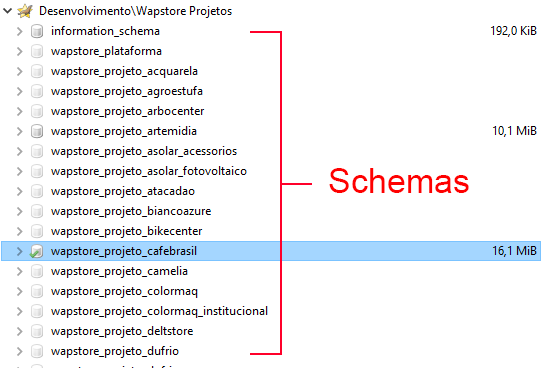 Desenvolvimento\Wapstore Projetos
information_schema 192,0 KiB
wapstore_plataforma
wapstore_projeto_acquarela
wapstore_projeto_agroestufa
wapstore_projeto_arbocenter
wapstore_projeto_artemidia 10,1 MiB
wapstore_projeto_asolar_acessorios
wapstore_projeto_asolar_fotovoltaico
wapstore_projeto_atacadao
Schemas
wapstore_projeto_biancoazure
wapstore_projeto_bikecenter
wapstore_projeto_cafebrasil 16,1 MiB
wapstore_projeto_camelia
wapstore_projeto_colormaq
wapstore_projeto_colormaq_institucional
wapstore_projeto_deltstore
wapstore_projeto_dufrio